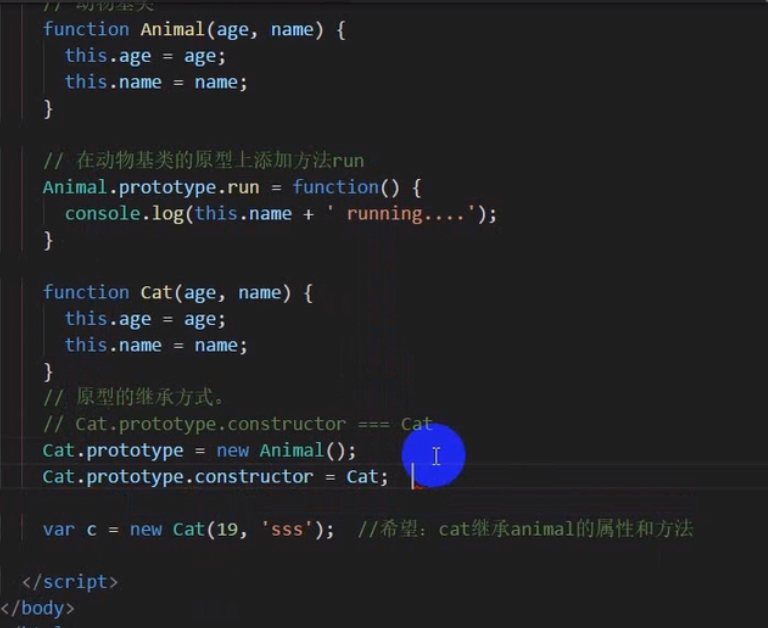 // 动物基类
function Animal(age, name) {
this.age = age;
this.name = name;
}
// 在动物基类的原型上添加方法run
Animal.prototype.run = function() {
console.log(this.name + ' running....');
}
function Cat(age, name) {
this.age = age;
this.name = name;
}
// 原型的继承方式。
// Cat.prototype.constructor === Cat
Cat.prototype = new Animal();
Cat.prototype.constructor = Cat;
var c = new Cat(19, 'sss');  //希望：cat继承animal的属性和方法
</script>
</body>